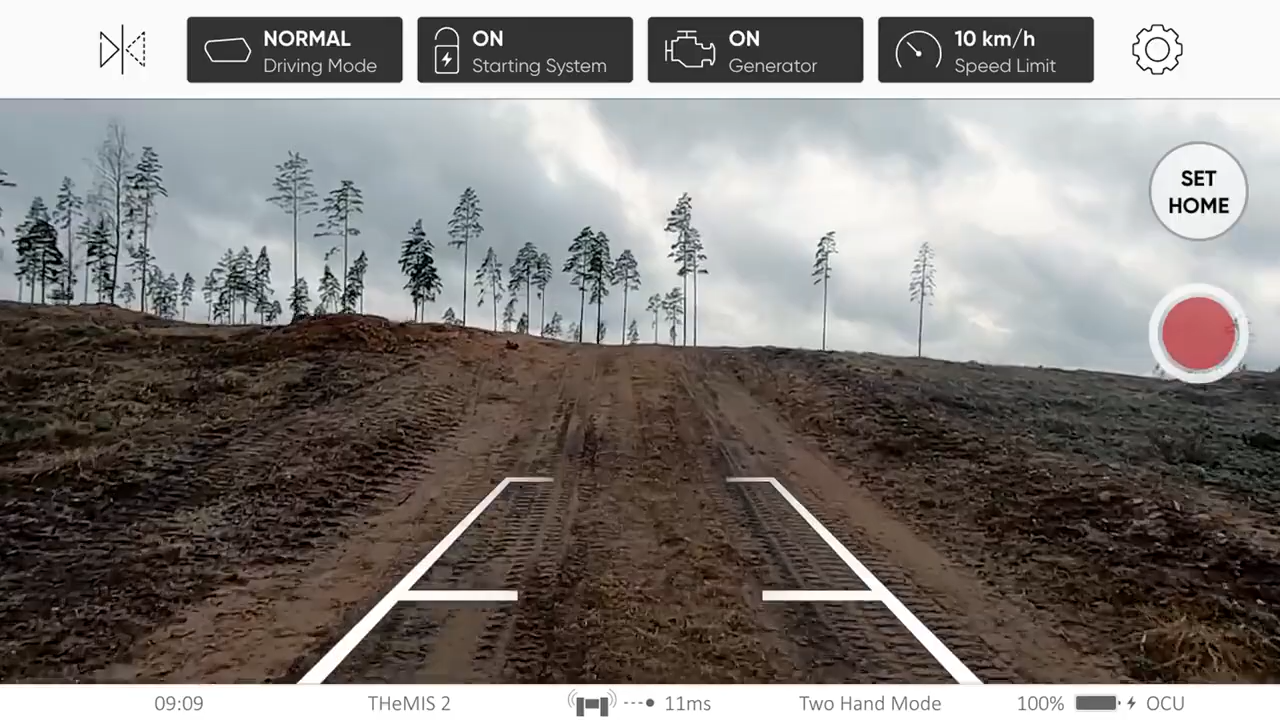 NORMAL
Driving Mode
ON
Starting System
ON
Generator
10 km/h
Speed Limit
SET
HOME
09:09
THeMIS 2
11ms
Two Hand Mode
100%
OCU